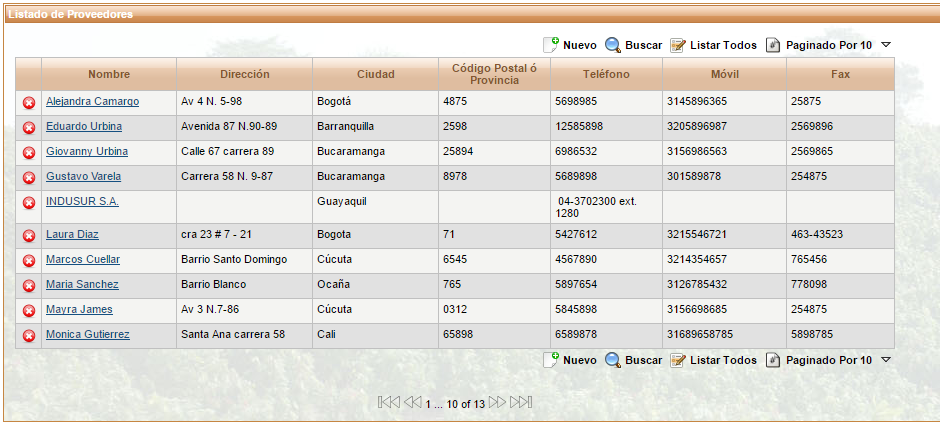 Listado de Proveedores
Nuevo Buscar Listar Todos Paginado Por 10
Nombre Dirección Ciudad Código Postal ó Provincia Teléfono Móvil Fax
Alejandra Camargo Av 4 N. 5-98 Bogotá 4875 5698985 3145896365 25875
Eduardo Urbina Avenida 87 N.90-89 Barranquilla 2598 12585898 3205896987 2569896
Giovanny Urbina Calle 67 carrera 89 Bucaramanga 25894 6986532 3156986563 2569865
Gustavo Varela Carrera 58 N. 9-87 Bucaramanga 8978 5689898 301589878 254875
INDUSUR S.A. Guayaquil 04-3702300 ext. 1280
Laura Diaz cra 23 # 7 - 21 Bogota 71 5427612 3215546721 463-43523
Marcos Cuellar Barrio Santo Domingo Cúcuta 6545 4567890 3214354657 765456
Maria Sanchez Barrio Blanco Ocaña 765 5897654 3126785432 778098
Mayra James Av 3 N.7-86 Cúcuta 0312 5845898 3156698685 254875
Monica Gutierrez Santa Ana carrera 58 Cali 65898 6589878 31689658785 5898785
Nuevo Buscar Listar Todos Paginado Por 10
1 ... 10 of 13